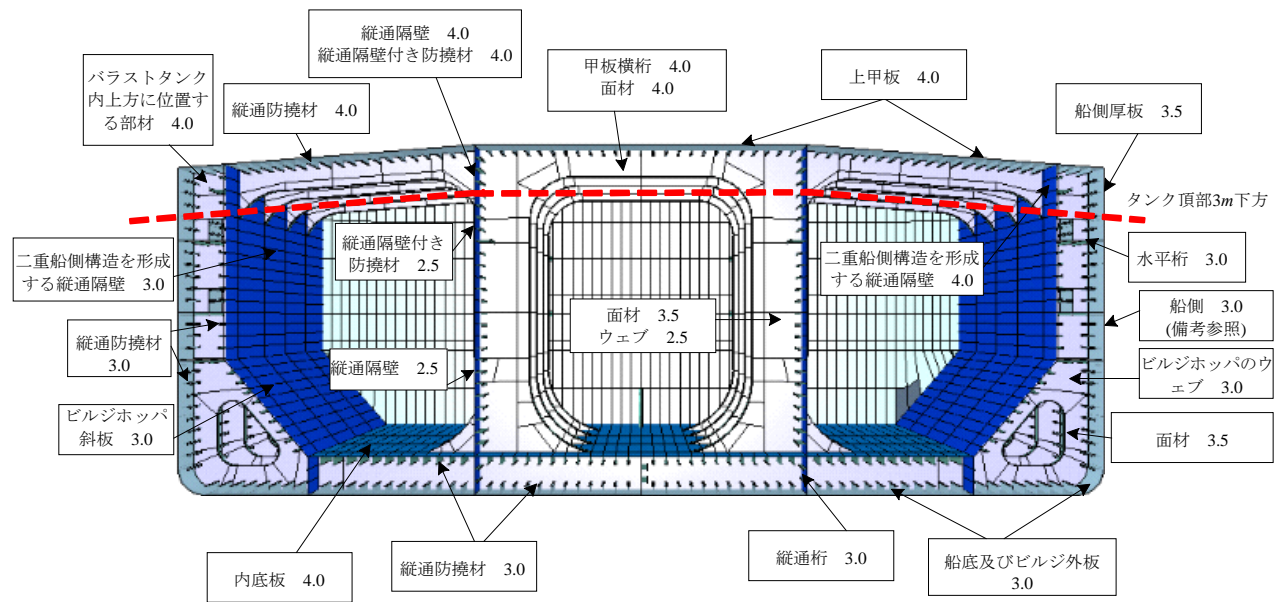 縦通隔壁 4.0
縦通隔壁付き防撓材 4.0
甲板横桁 4.0
面材 4.0
上甲板 4.0
バラストタンク
内上方に位置す
る部材 4.0
縦通防撓材 4.0
船側厚板 3.5
タンク頂部3m下方
縦通隔壁付き
防撓材 2.5
二重船側構造を形成
する縦通隔壁 3.0
二重船側構造を形成
する縦通隔壁 4.0
水平桁 3.0
面材 3.5
ウェブ 2.5
船側 3.0
(備考参照)
縦通防撓材
3.0
縦通隔壁 2.5
ビルジホッパのウ
ェブ 3.0
ビルジホッパ
斜板 3.0
面材 3.5
内底板 4.0
縦通防撓材 3.0
縦通桁 3.0
船底及びビルジ外板
3.0